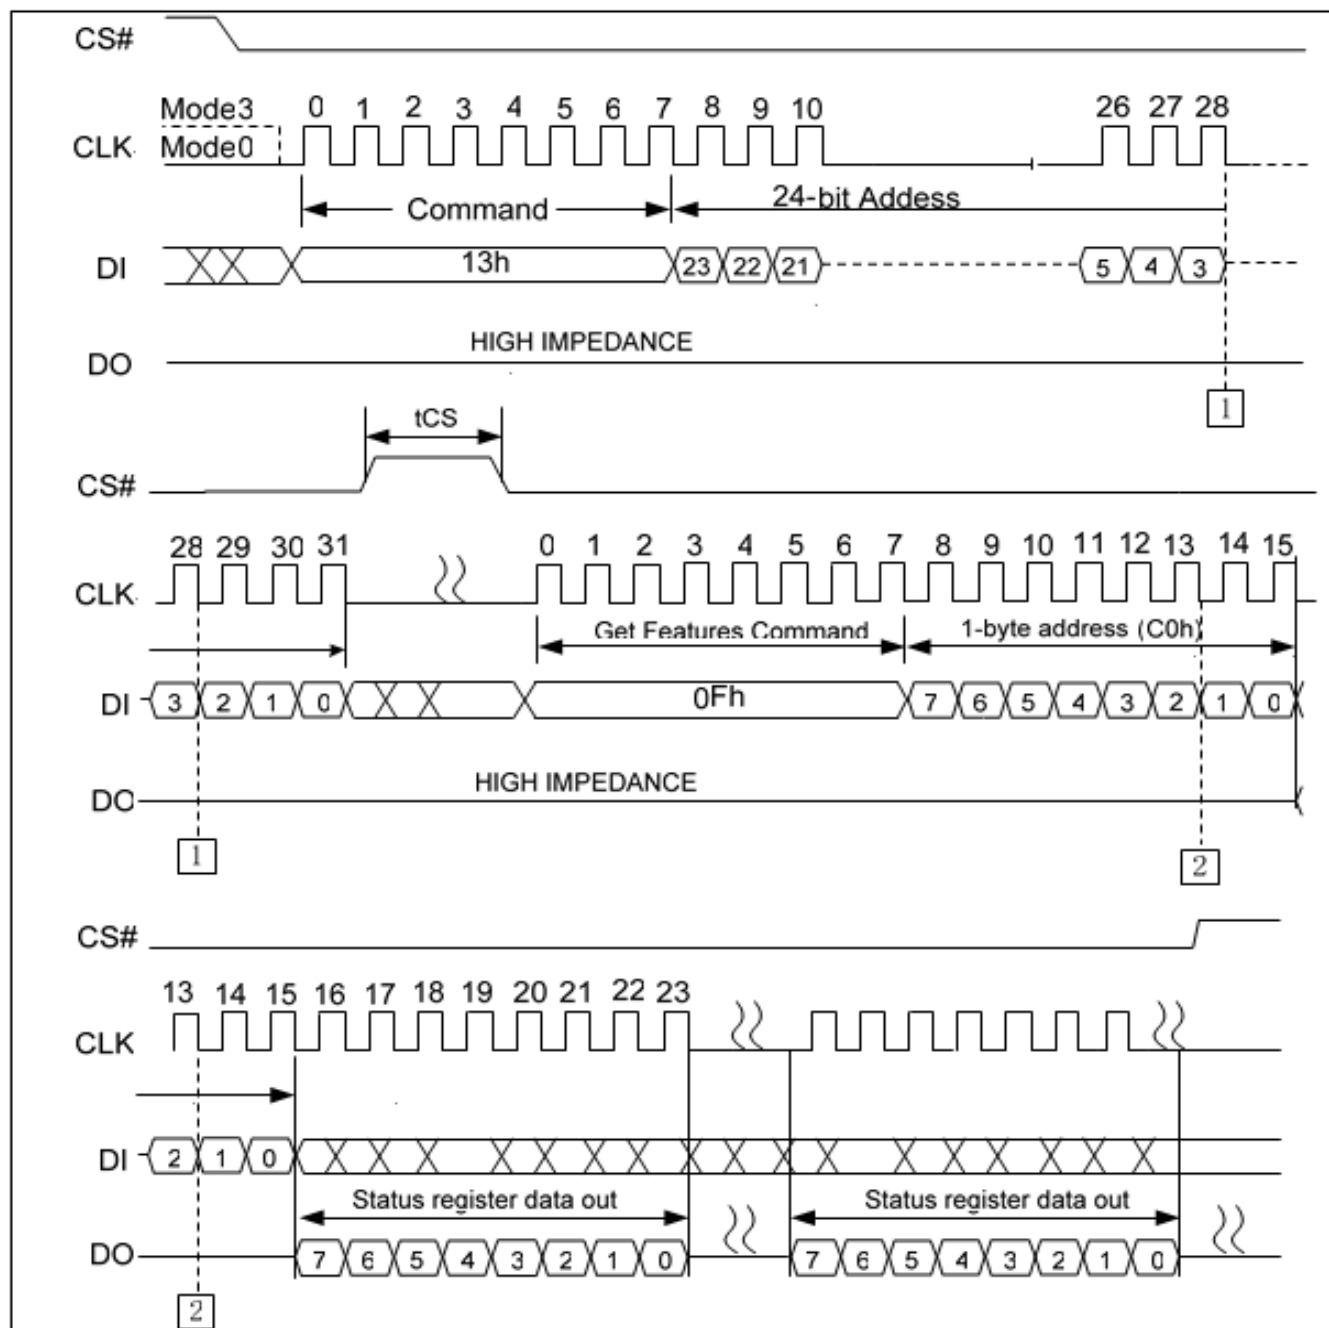 CS#
Mode3 0 1 2 3 4 5 6 7 8 9 10 26 27 28
CLK Mode0
Command 24-bit Addess
DI 13h 23 22 21 5 4 3
HIGH IMPEDANCE
DO
1
tCS
CS#
28 29 30 31 0 1 2 3 4 5 6 7 8 9 10 11 12 13 14 15
CLK
Get Features Command 1-byte address (C0h)
DI 3 2 1 0 0Fh 7 6 5 4 3 2 1 0
HIGH IMPEDANCE
DO
1 2
CS#
13 14 15 16 17 18 19 20 21 22 23
CLK
DI 2 1 0
Status register data out Status register data out
DO 7 6 5 4 3 2 1 0 7 6 5 4 3 2 1 0
2